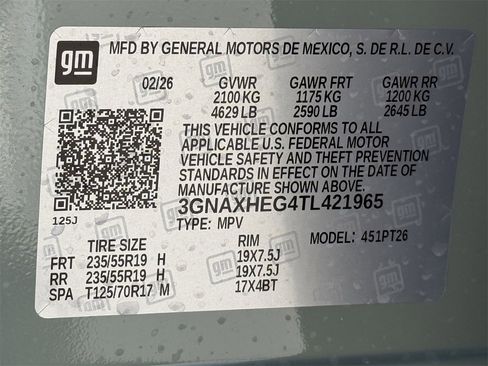 gm
MFD BY GENERAL MOTORS DE MEXICO, S. DE R.L. DE C.V.
02/26 GVWR GAWR FRT GAWR RR
2100 KG 1175 KG 1200 KG
4629 LB 2590 LB 2645 LB
THIS VEHICLE CONFORMS TO ALL
APPLICABLE U.S. FEDERAL MOTOR
VEHICLE SAFETY AND THEFT PREVENTION
STANDARDS IN EFFECT ON THE DATE OF
MANUFACTURE SHOWN ABOVE.
3GNAXHEG4TL421965
125J
TYPE: MPV MODEL: 451PT26
TIRE SIZE RIM
FRT 235/55R19 H 19X7.5J
RR 235/55R19 H 19X7.5J
SPA T125/70R17 M 17X4BT